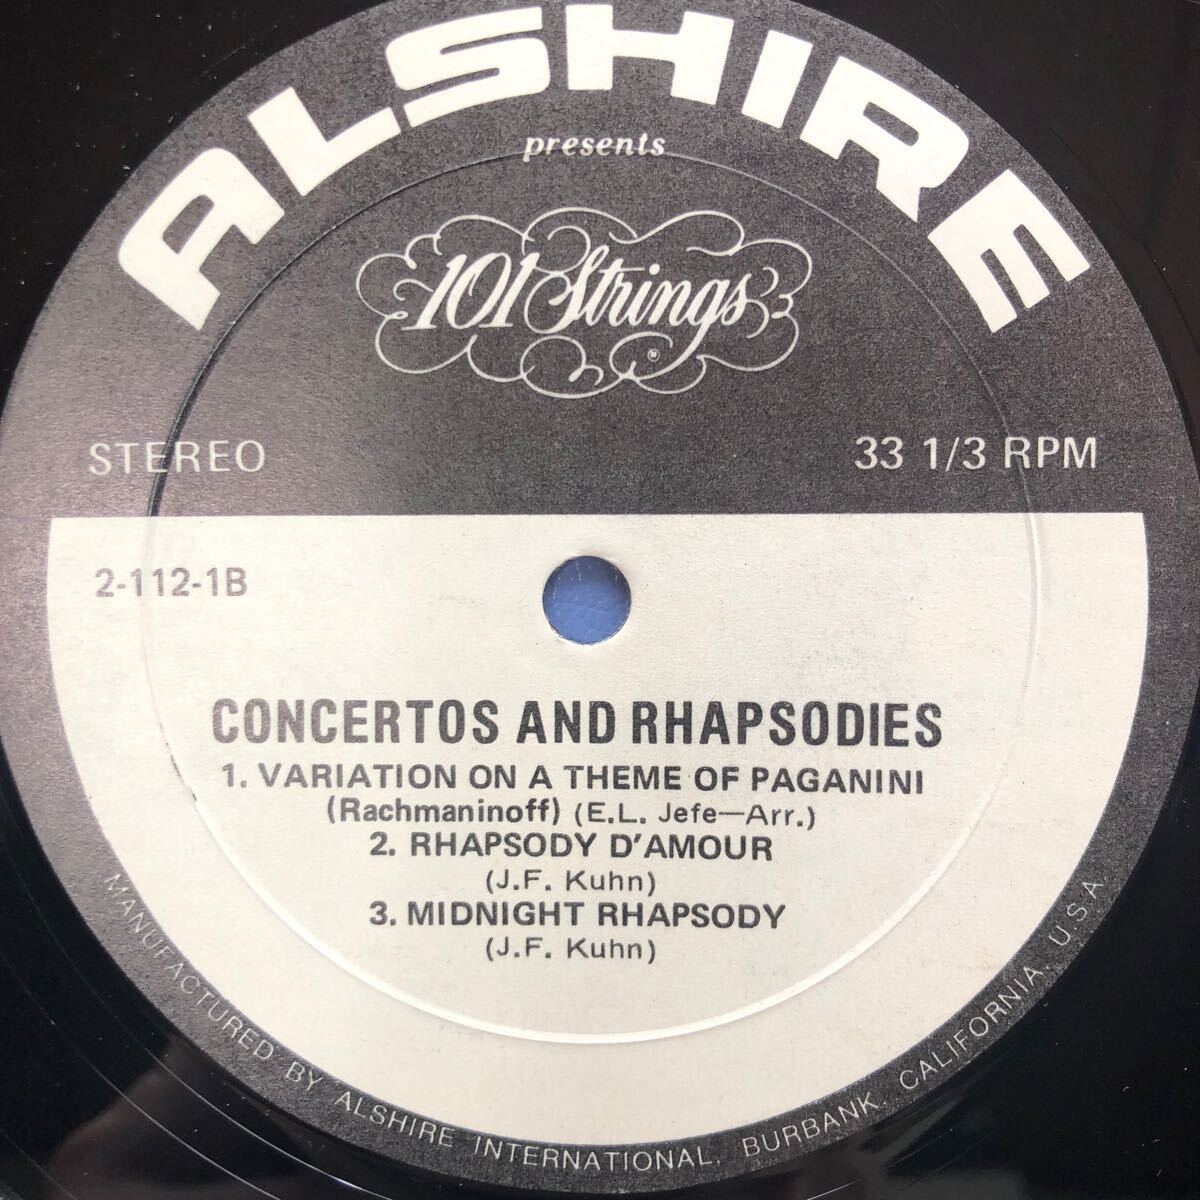 ALSHIRE
presents
101 Strings ®
STEREO
33 1/3 RPM
2-112-1B
CONCERTOS AND RHAPSODIES
1. VARIATION ON A THEME OF PAGANINI
(Rachmaninoff) (E.L. Jefe—Arr.)
2. RHAPSODY D'AMOUR
(J.F. Kuhn)
3. MIDNIGHT RHAPSODY
(J.F. Kuhn)
MANUFACTURED BY ALSHIRE INTERNATIONAL, BURBANK, CALIFORNIA, U.S.A